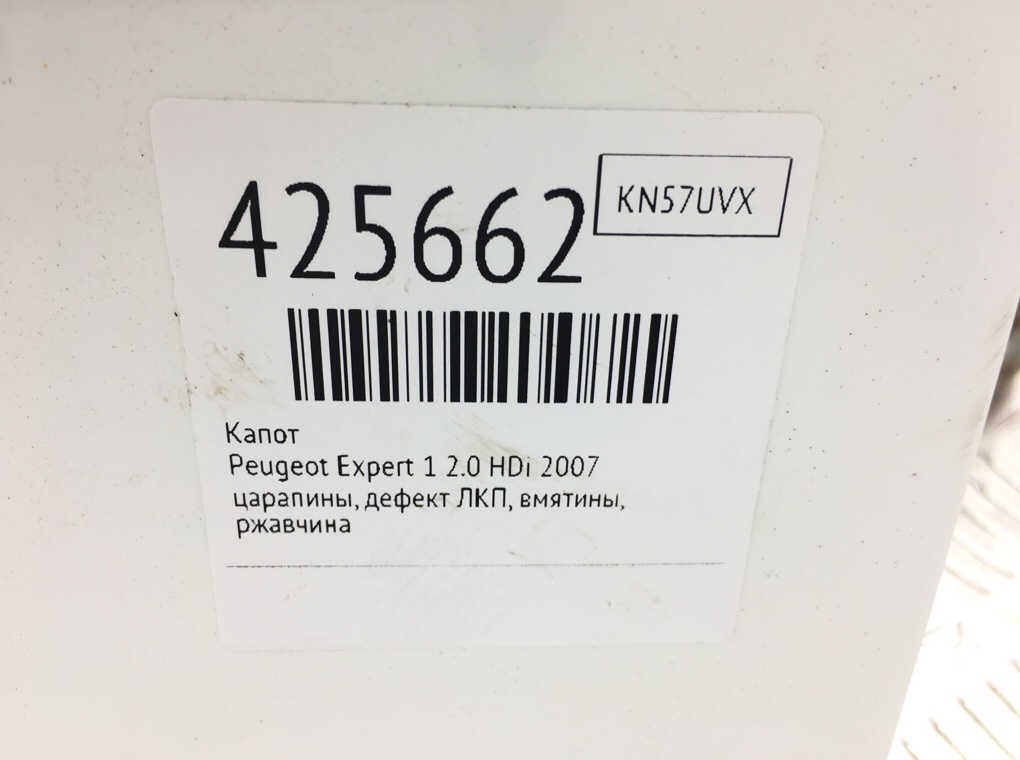 425662
KN57UVX
Капот
Peugeot Expert 1 2.0 HDi 2007
царапины, дефект ЛКП, вмятины,
ржавчина